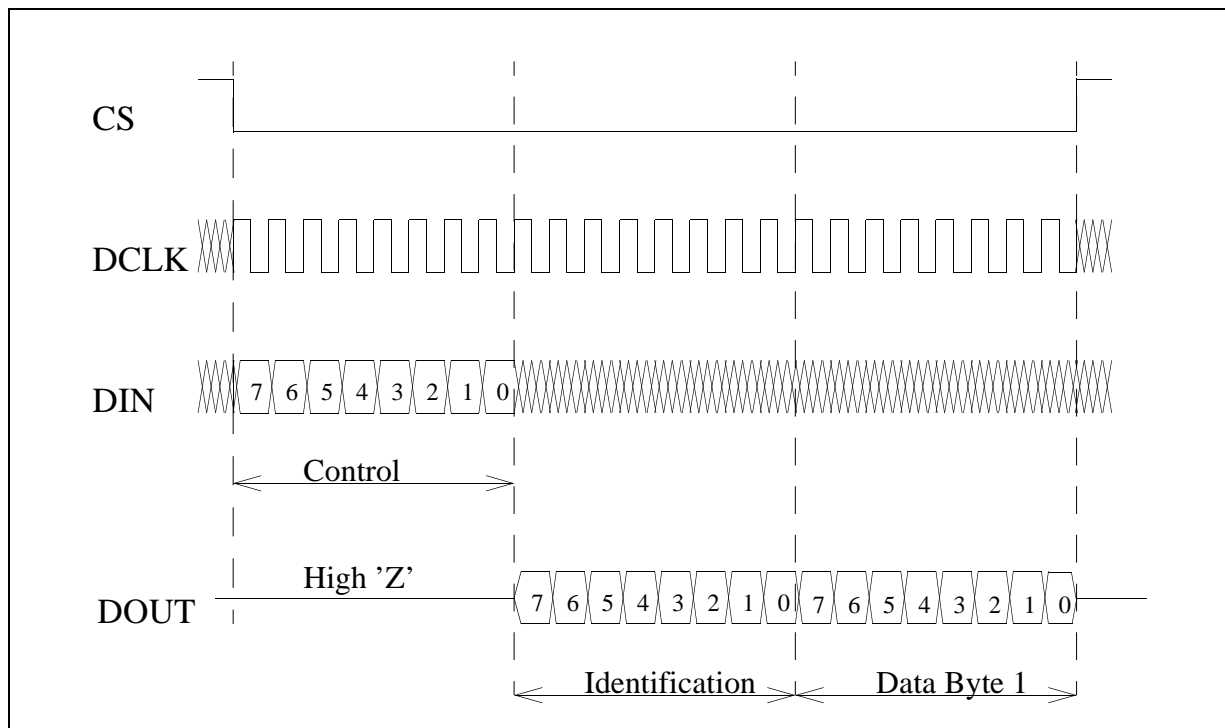 CS
DCLK
DIN
7 6 5 4 3 2 1 0
Control
High ’Z’
DOUT
7 6 5 4 3 2 1 0 7 6 5 4 3 2 1 0
Identification
Data Byte 1